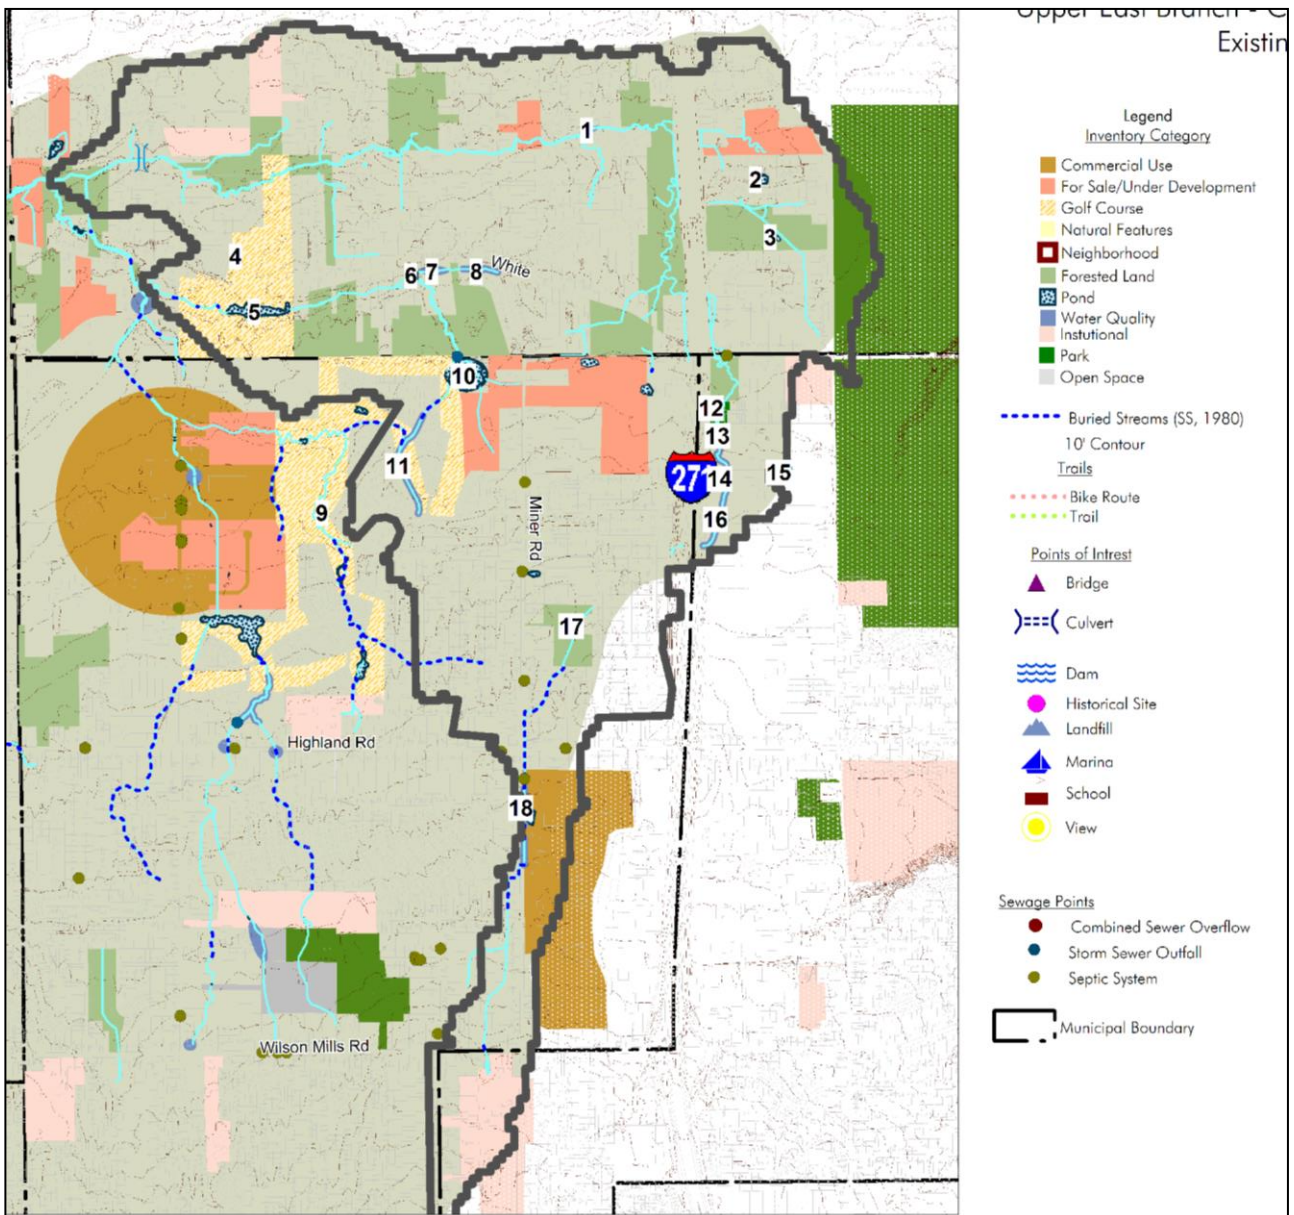 Upper East Branch - C
Existin
Legend
Inventory Category
Commercial Use
For Sale/Under Development
Golf Course
Natural Features
Neighborhood
Forested Land
Pond
Water Quality
Instutional
Park
Open Space
Buried Streams (SS, 1980)
10' Contour
Trails
Bike Route
Trail
Points of Intrest
Bridge
Culvert
Dam
Historical Site
Landfill
Marina
School
View
Sewage Points
Combined Sewer Overflow
Storm Sewer Outfall
Septic System
Municipal Boundary
1
2
3
4
5
6
7
8
White
10
12
13
11
271
14
15
9
16
Miner Rd
17
Highland Rd
18
Wilson Mills Rd